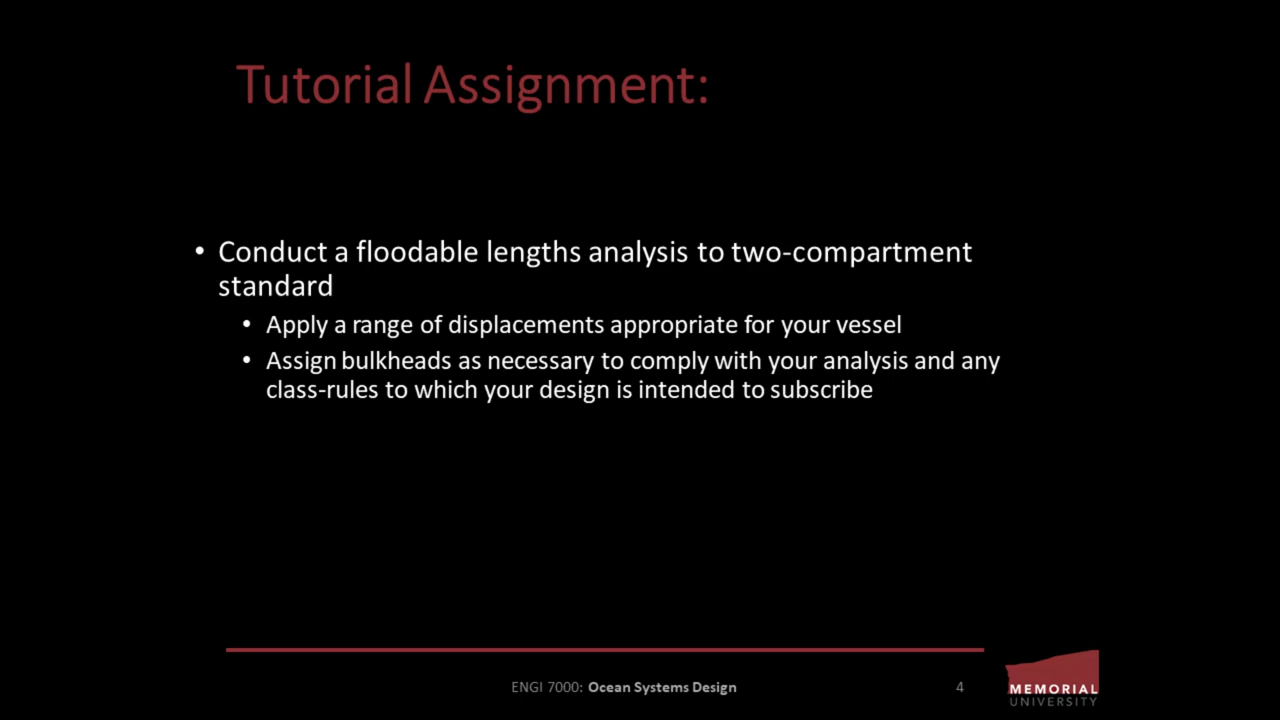 Tutorial Assignment:
• Conduct a floodable lengths analysis to two-compartment
standard
• Apply a range of displacements appropriate for your vessel
• Assign bulkheads as necessary to comply with your analysis and any
class-rules to which your design is intended to subscribe
ENGI 7000: Ocean Systems Design
4
MEMORIAL
UNIVERSITY